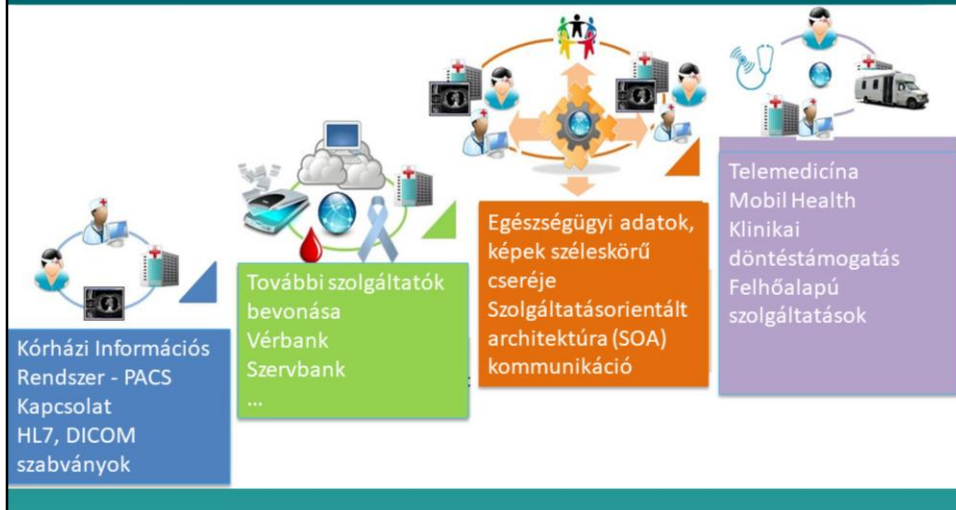 Kórházi Információs
Rendszer - PACS
Kapcsolat
HL7, DICOM
szabványok
További szolgáltatók
bevonása
Vérbank
Szervbank
...
Egészségügyi adatok,
képek széleskörű
cseréje
Szolgáltatásorientált
architektúra (SOA)
kommunikáció
Telemedicína
Mobil Health
Klinikai
döntéstámogatás
Felhőalapú
szolgáltatások